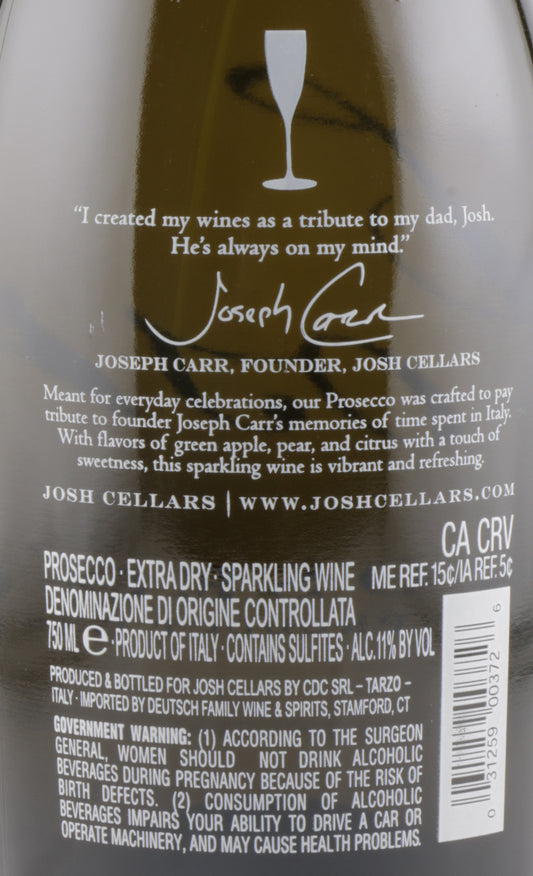 “I created my wines as a tribute to my dad, Josh.
He’s always on my mind.”
Joseph Carr
JOSEPH CARR, FOUNDER, JOSH CELLARS
Meant for everyday celebrations, our Prosecco was crafted to pay
tribute to founder Joseph Carr’s memories of time spent in Italy.
With flavors of green apple, pear, and citrus with a touch of
sweetness, this sparkling wine is vibrant and refreshing.
JOSH CELLARS | WWW.JOSHCELLARS.COM
CA CRV
ME REF. 15¢/IA REF. 5¢
PROSECCO · EXTRA DRY · SPARKLING WINE
DENOMINAZIONE DI ORIGINE CONTROLLATA
750 ML ℮ · PRODUCT OF ITALY · CONTAINS SULFITES · ALC. 11% BY VOL
PRODUCED & BOTTLED FOR JOSH CELLARS BY CDC SRL – TARZO –
ITALY · IMPORTED BY DEUTSCH FAMILY WINE & SPIRITS, STAMFORD, CT
GOVERNMENT WARNING: (1) ACCORDING TO THE SURGEON
GENERAL, WOMEN SHOULD NOT DRINK ALCOHOLIC
BEVERAGES DURING PREGNANCY BECAUSE OF THE RISK OF
BIRTH DEFECTS. (2) CONSUMPTION OF ALCOHOLIC
BEVERAGES IMPAIRS YOUR ABILITY TO DRIVE A CAR OR
OPERATE MACHINERY, AND MAY CAUSE HEALTH PROBLEMS.
0 31259 00372 6